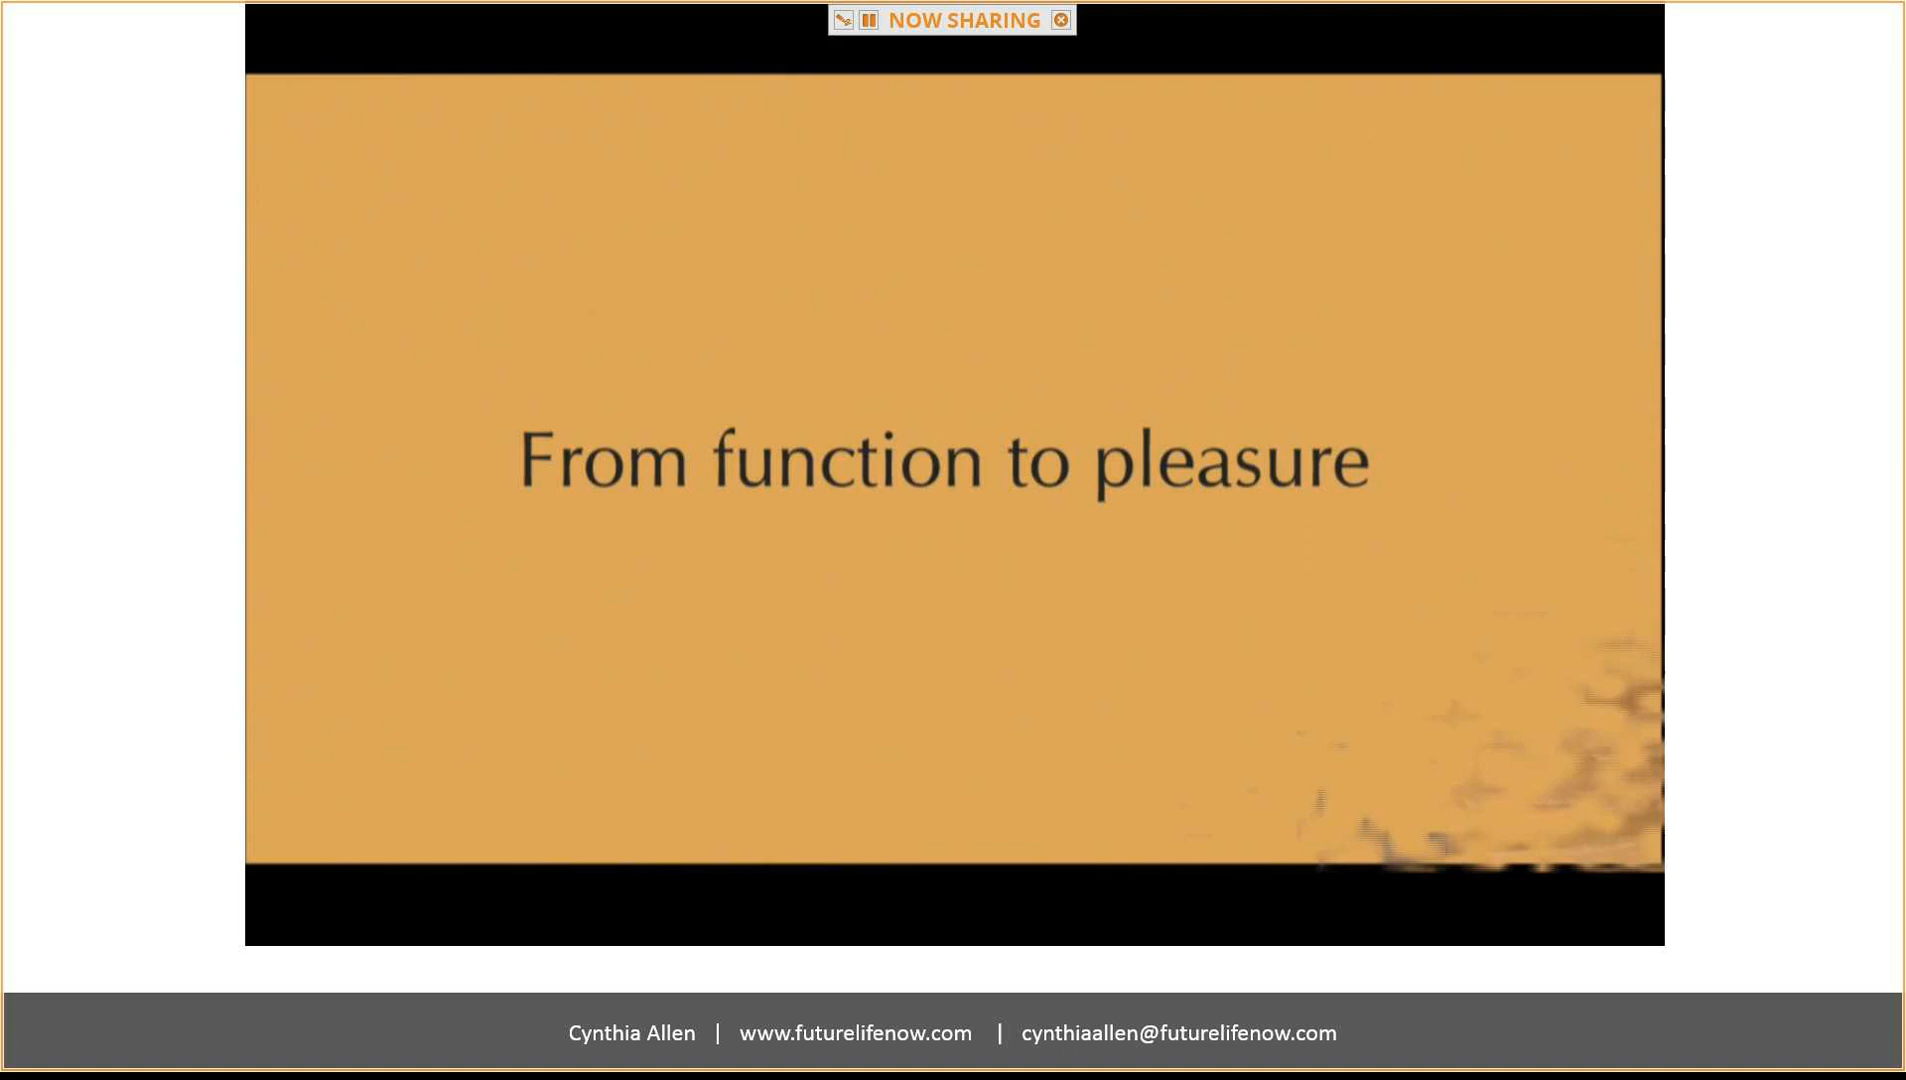 NOW SHARING
From function to pleasure
Cynthia Allen | www.futurelifenow.com | cynthiaallen@futurelifenow.com